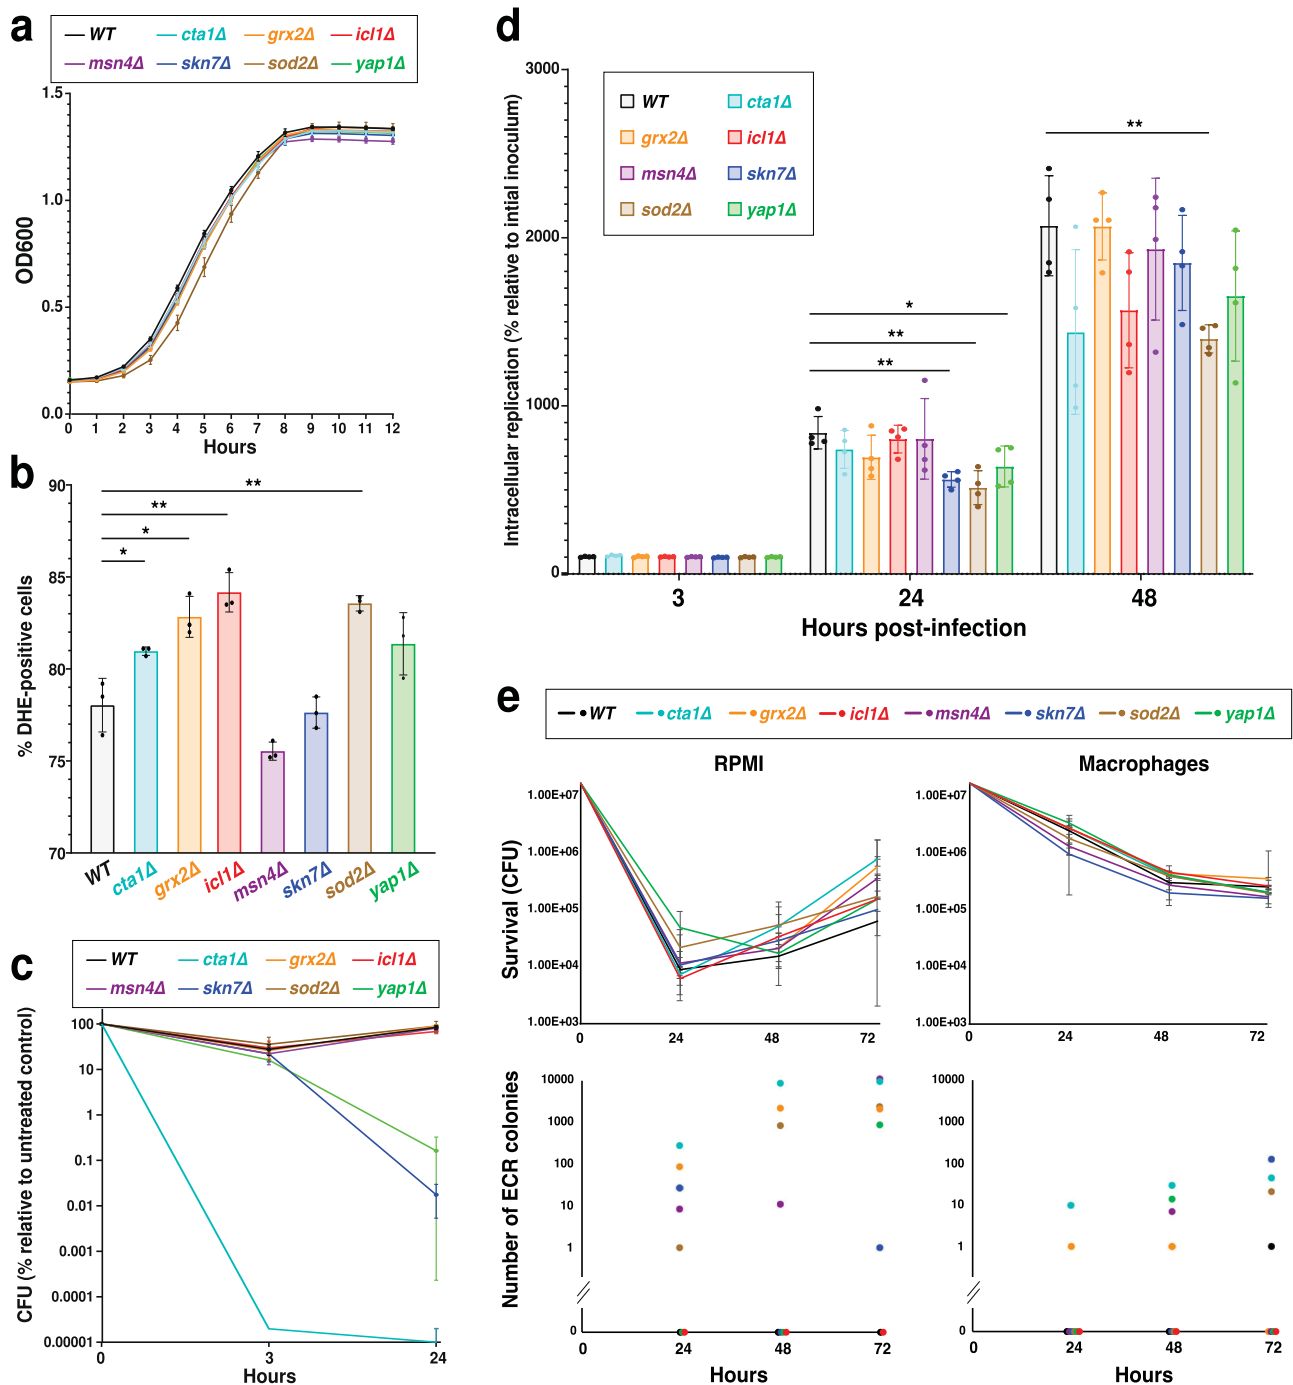 a
WT cta1Δ grx2Δ icl1Δ
msn4Δ skn7Δ sod2Δ yap1Δ
OD600
1.5
1.0
0.5
0.0
0 1 2 3 4 5 6 7 8 9 10 11 12
Hours
b
% DHE-positive cells
90
85
80
75
70
**
**
*
*
WT cta1Δ grx2Δ icl1Δ msn4Δ skn7Δ sod2Δ yap1Δ
c
WT cta1Δ grx2Δ icl1Δ
msn4Δ skn7Δ sod2Δ yap1Δ
CFU (% relative to untreated control)
100
10
1
0.1
0.01
0.001
0.0001
0.00001
0 3 24
Hours
d
Intracellular replication (% relative to intial inoculum)
3000
2000
1000
0
WT cta1Δ
grx2Δ icl1Δ
msn4Δ skn7Δ
sod2Δ yap1Δ
**
*
**
**
3 24 48
Hours post-infection
e
WT cta1Δ grx2Δ icl1Δ msn4Δ skn7Δ sod2Δ yap1Δ
RPMI
Survival (CFU)
1.00E+07
1.00E+06
1.00E+05
1.00E+04
1.00E+03
0 24 48 72
Macrophages
1.00E+07
1.00E+06
1.00E+05
1.00E+04
1.00E+03
0 24 48 72
Number of ECR colonies
10000
1000
100
10
1
0
0 24 48 72
Hours
10000
1000
100
10
1
0
0 24 48 72
Hours